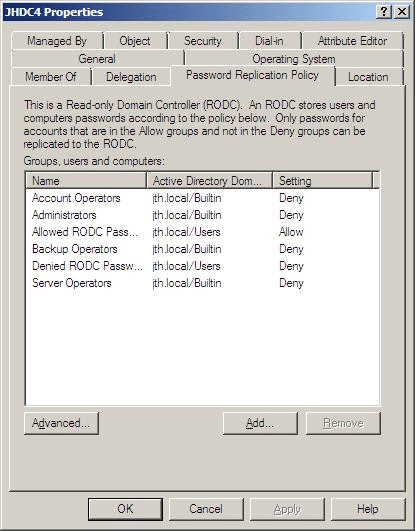 JHDC4 Properties
Managed By Object Security Dial-in Attribute Editor
General Operating System
Member Of Delegation Password Replication Policy Location
This is a Read-only Domain Controller (RODC).  An RODC stores users and
computers passwords according to the policy below.  Only passwords for
accounts that are in the Allow groups and not in the Deny groups can be
replicated to the RODC.
Groups, users and computers:
Name Active Directory Dom... Setting
Account Operators jth.local/Builtin Deny
Administrators jth.local/Builtin Deny
Allowed RODC Pass... jth.local/Users Allow
Backup Operators jth.local/Builtin Deny
Denied RODC Passw... jth.local/Users Deny
Server Operators jth.local/Builtin Deny
Advanced... Add... Remove
OK Cancel Apply Help